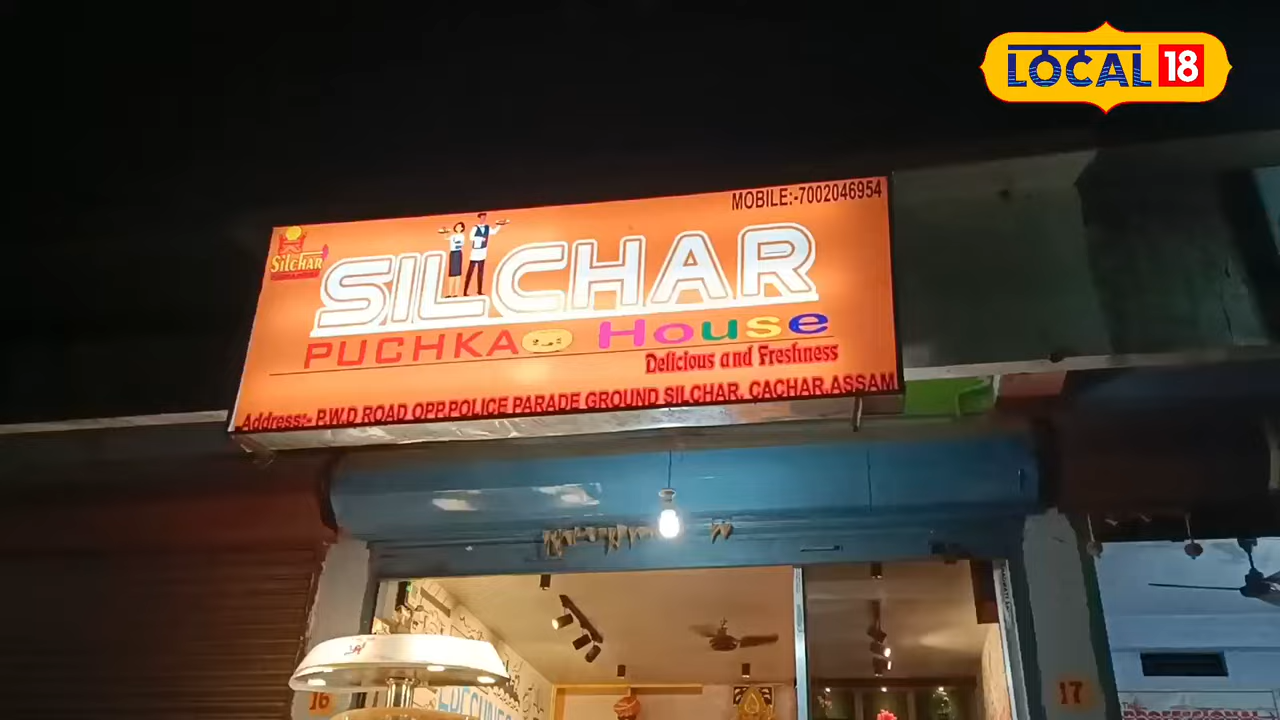 LOCAL 18
MOBILE:-7002046954
Silchar
SILCHAR
PUCHKA House
Delicious and Freshness
Address:- P.W.D ROAD OPP.POLICE PARADE GROUND SILCHAR, CACHAR,ASSAM
16
17